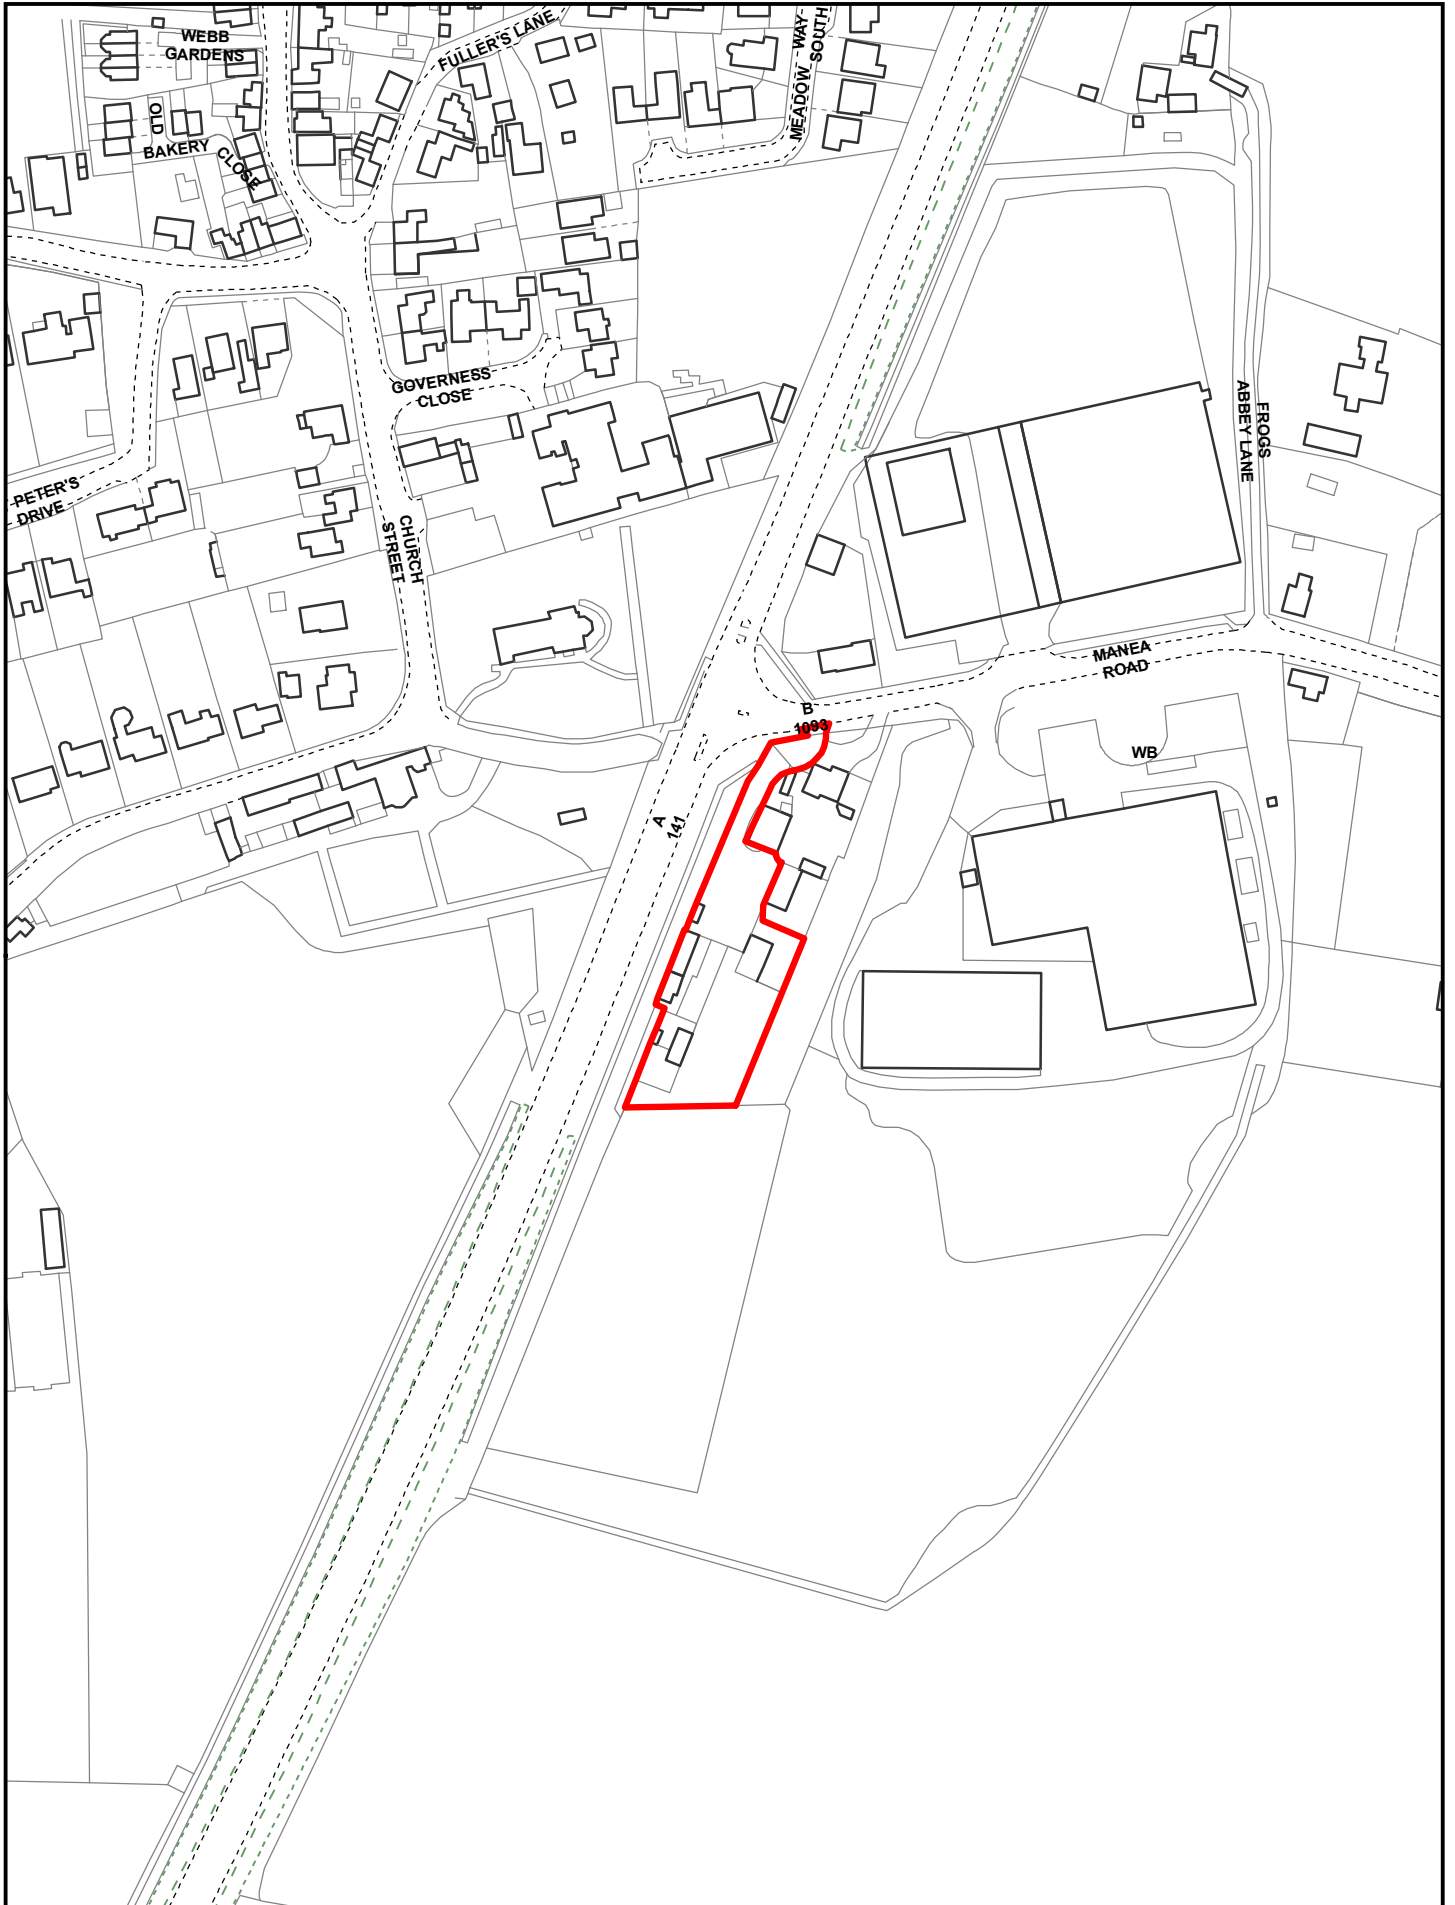 WEBB
GARDENS
FULLER'S LANE
MEADOW WAY
SOUTH
OLD
BAKERY
CLOSE
GOVERNESS
CLOSE
FROGS
ABBEY LANE
PETER'S
DRIVE
CHURCH
STREET
MANEA
ROAD
B
1093
WB
A
141